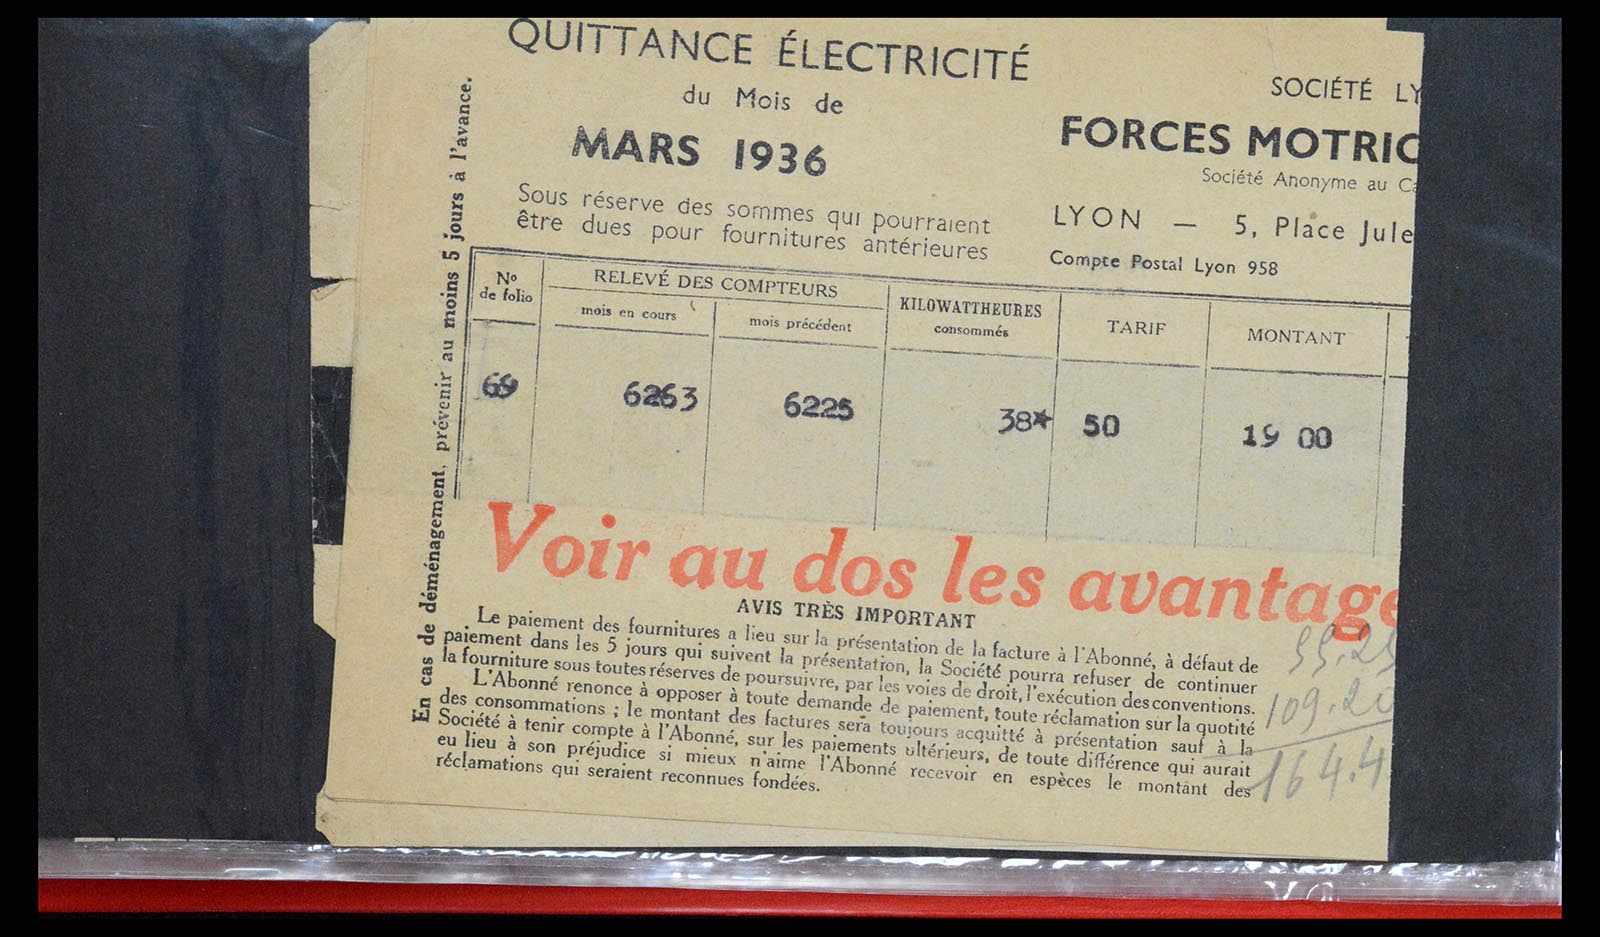 QUITTANCE ÉLECTRICITÉ
du Mois de
MARS 1936
Sous réserve des sommes qui pourraient
être dues pour fournitures antérieures
SOCIÉTÉ LY
FORCES MOTRIC
Société Anonyme au Ca
LYON — 5, Place Jule
Compte Postal Lyon 958
En cas de déménagement, prévenir au moins 5 jours à l'avance.
Nº de folio
RELEVÉ DES COMPTEURS
mois en cours
mois précédent
KILOWATTHEURES
consommés
TARIF
MONTANT
69 6263 6225 38* 50 19 00
Voir au dos les avantage
AVIS TRÈS IMPORTANT
Le paiement des fournitures a lieu sur la présentation de la facture à l'Abonné, à défaut de
paiement dans les 5 jours qui suivent la présentation, la Société pourra refuser de continuer
la fourniture sous toutes réserves de poursuivre, par les voies de droit, l'exécution des conventions.
L'Abonné renonce à opposer à toute demande de paiement, toute réclamation sur la quotité
des consommations ; le montant des factures sera toujours acquitté à présentation sauf à la
Société à tenir compte à l'Abonné, sur les paiements ultérieurs, de toute différence qui aurait
eu lieu à son préjudice si mieux n'aime l'Abonné recevoir en espèces le montant des
réclamations qui seraient reconnues fondées.
55.25
109.20
164.4